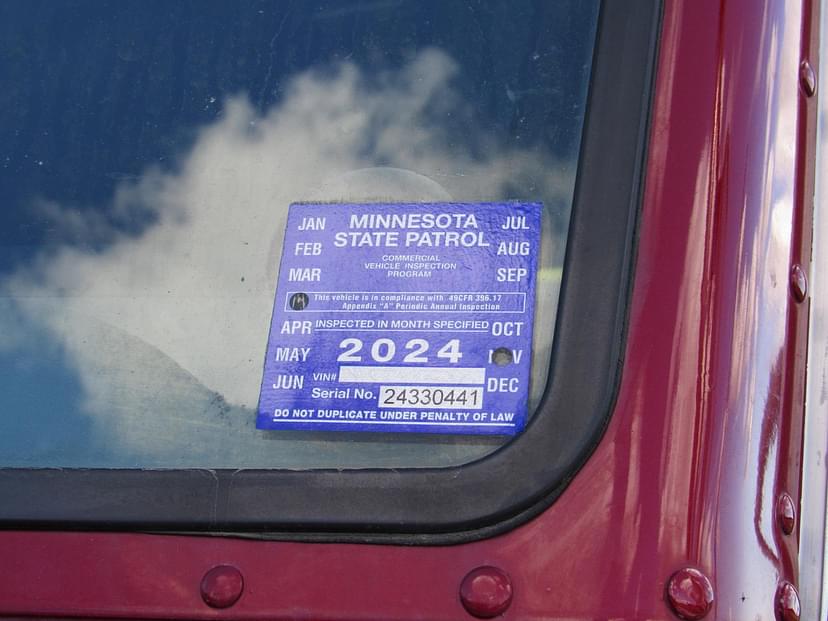 MINNESOTA
STATE PATROL
COMMERCIAL
VEHICLE INSPECTION
PROGRAM
JAN
FEB
MAR
JUL
AUG
SEP
This vehicle is in compliance with 49CFR 396.17
Appendix "A" Periodic Annual Inspection
INSPECTED IN MONTH SPECIFIED
APR
MAY
JUN
OCT
DEC
2024
VIN#
Serial No. 24330441
DO NOT DUPLICATE UNDER PENALTY OF LAW